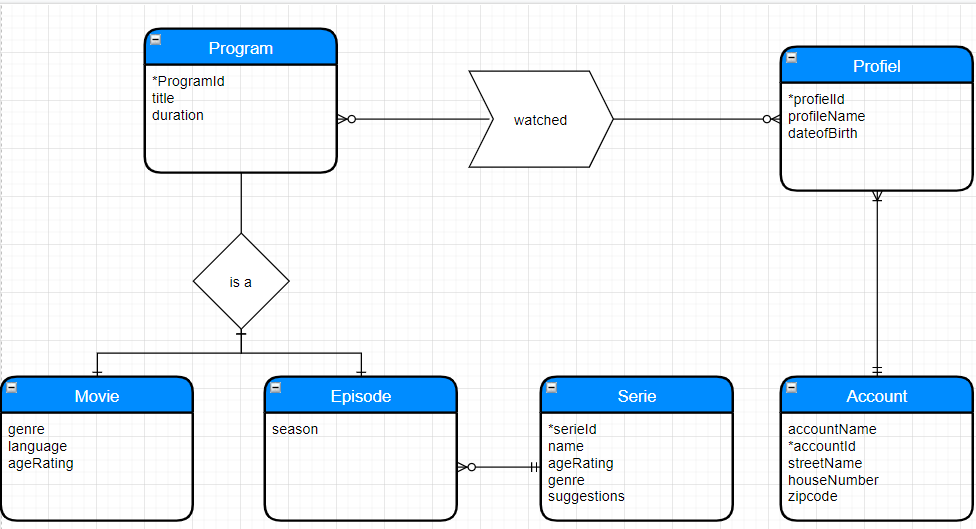 Program
*ProgramId
title
duration
watched
Profiel
*profielId
profileName
dateofBirth
is a
Movie
genre
language
ageRating
Episode
season
Serie
*serieId
name
ageRating
genre
suggestions
Account
accountName
*accountId
streetName
houseNumber
zipcode